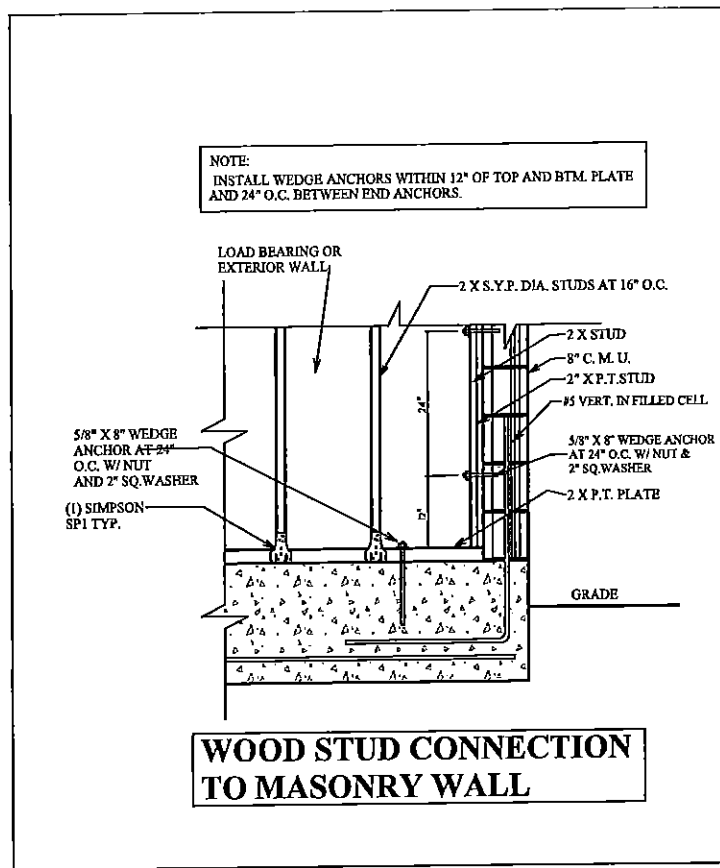 NOTE:
INSTALL WEDGE ANCHORS WITHIN 12" OF TOP AND BTM. PLATE
AND 24" O.C. BETWEEN END ANCHORS.
LOAD BEARING OR
EXTERIOR WALL
2 X S.Y.P. DIA. STUDS AT 16" O.C.
2 X STUD
8" C. M. U.
2" X P.T.STUD
#5 VERT. IN FILLED CELL
24"
5/8" X 8" WEDGE
ANCHOR AT 24"
O.C. W/ NUT
AND 2" SQ.WASHER
5/8" X 8" WEDGE ANCHOR
AT 24" O.C. W/ NUT &
2" SQ.WASHER
2 X P.T. PLATE
12"
(1) SIMPSON
SP1 TYP.
GRADE
WOOD STUD CONNECTION
TO MASONRY WALL